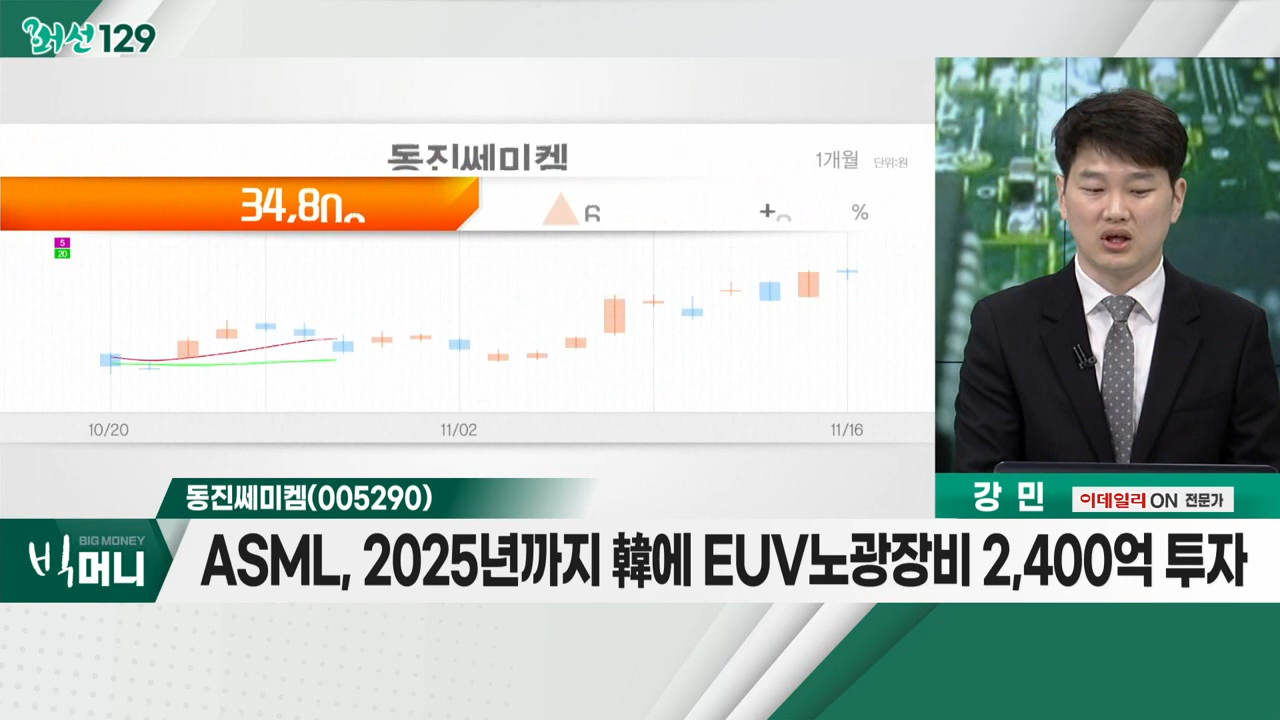 최선129
동진쎄미켐
1개월 단위:원
%
5
20
10/20 11/02 11/16
동진쎄미켐(005290)
강 민 이데일리ON 전문가
BIG MONEY
빅머니
ASML, 2025년까지 韓에 EUV노광장비 2,400억 투자